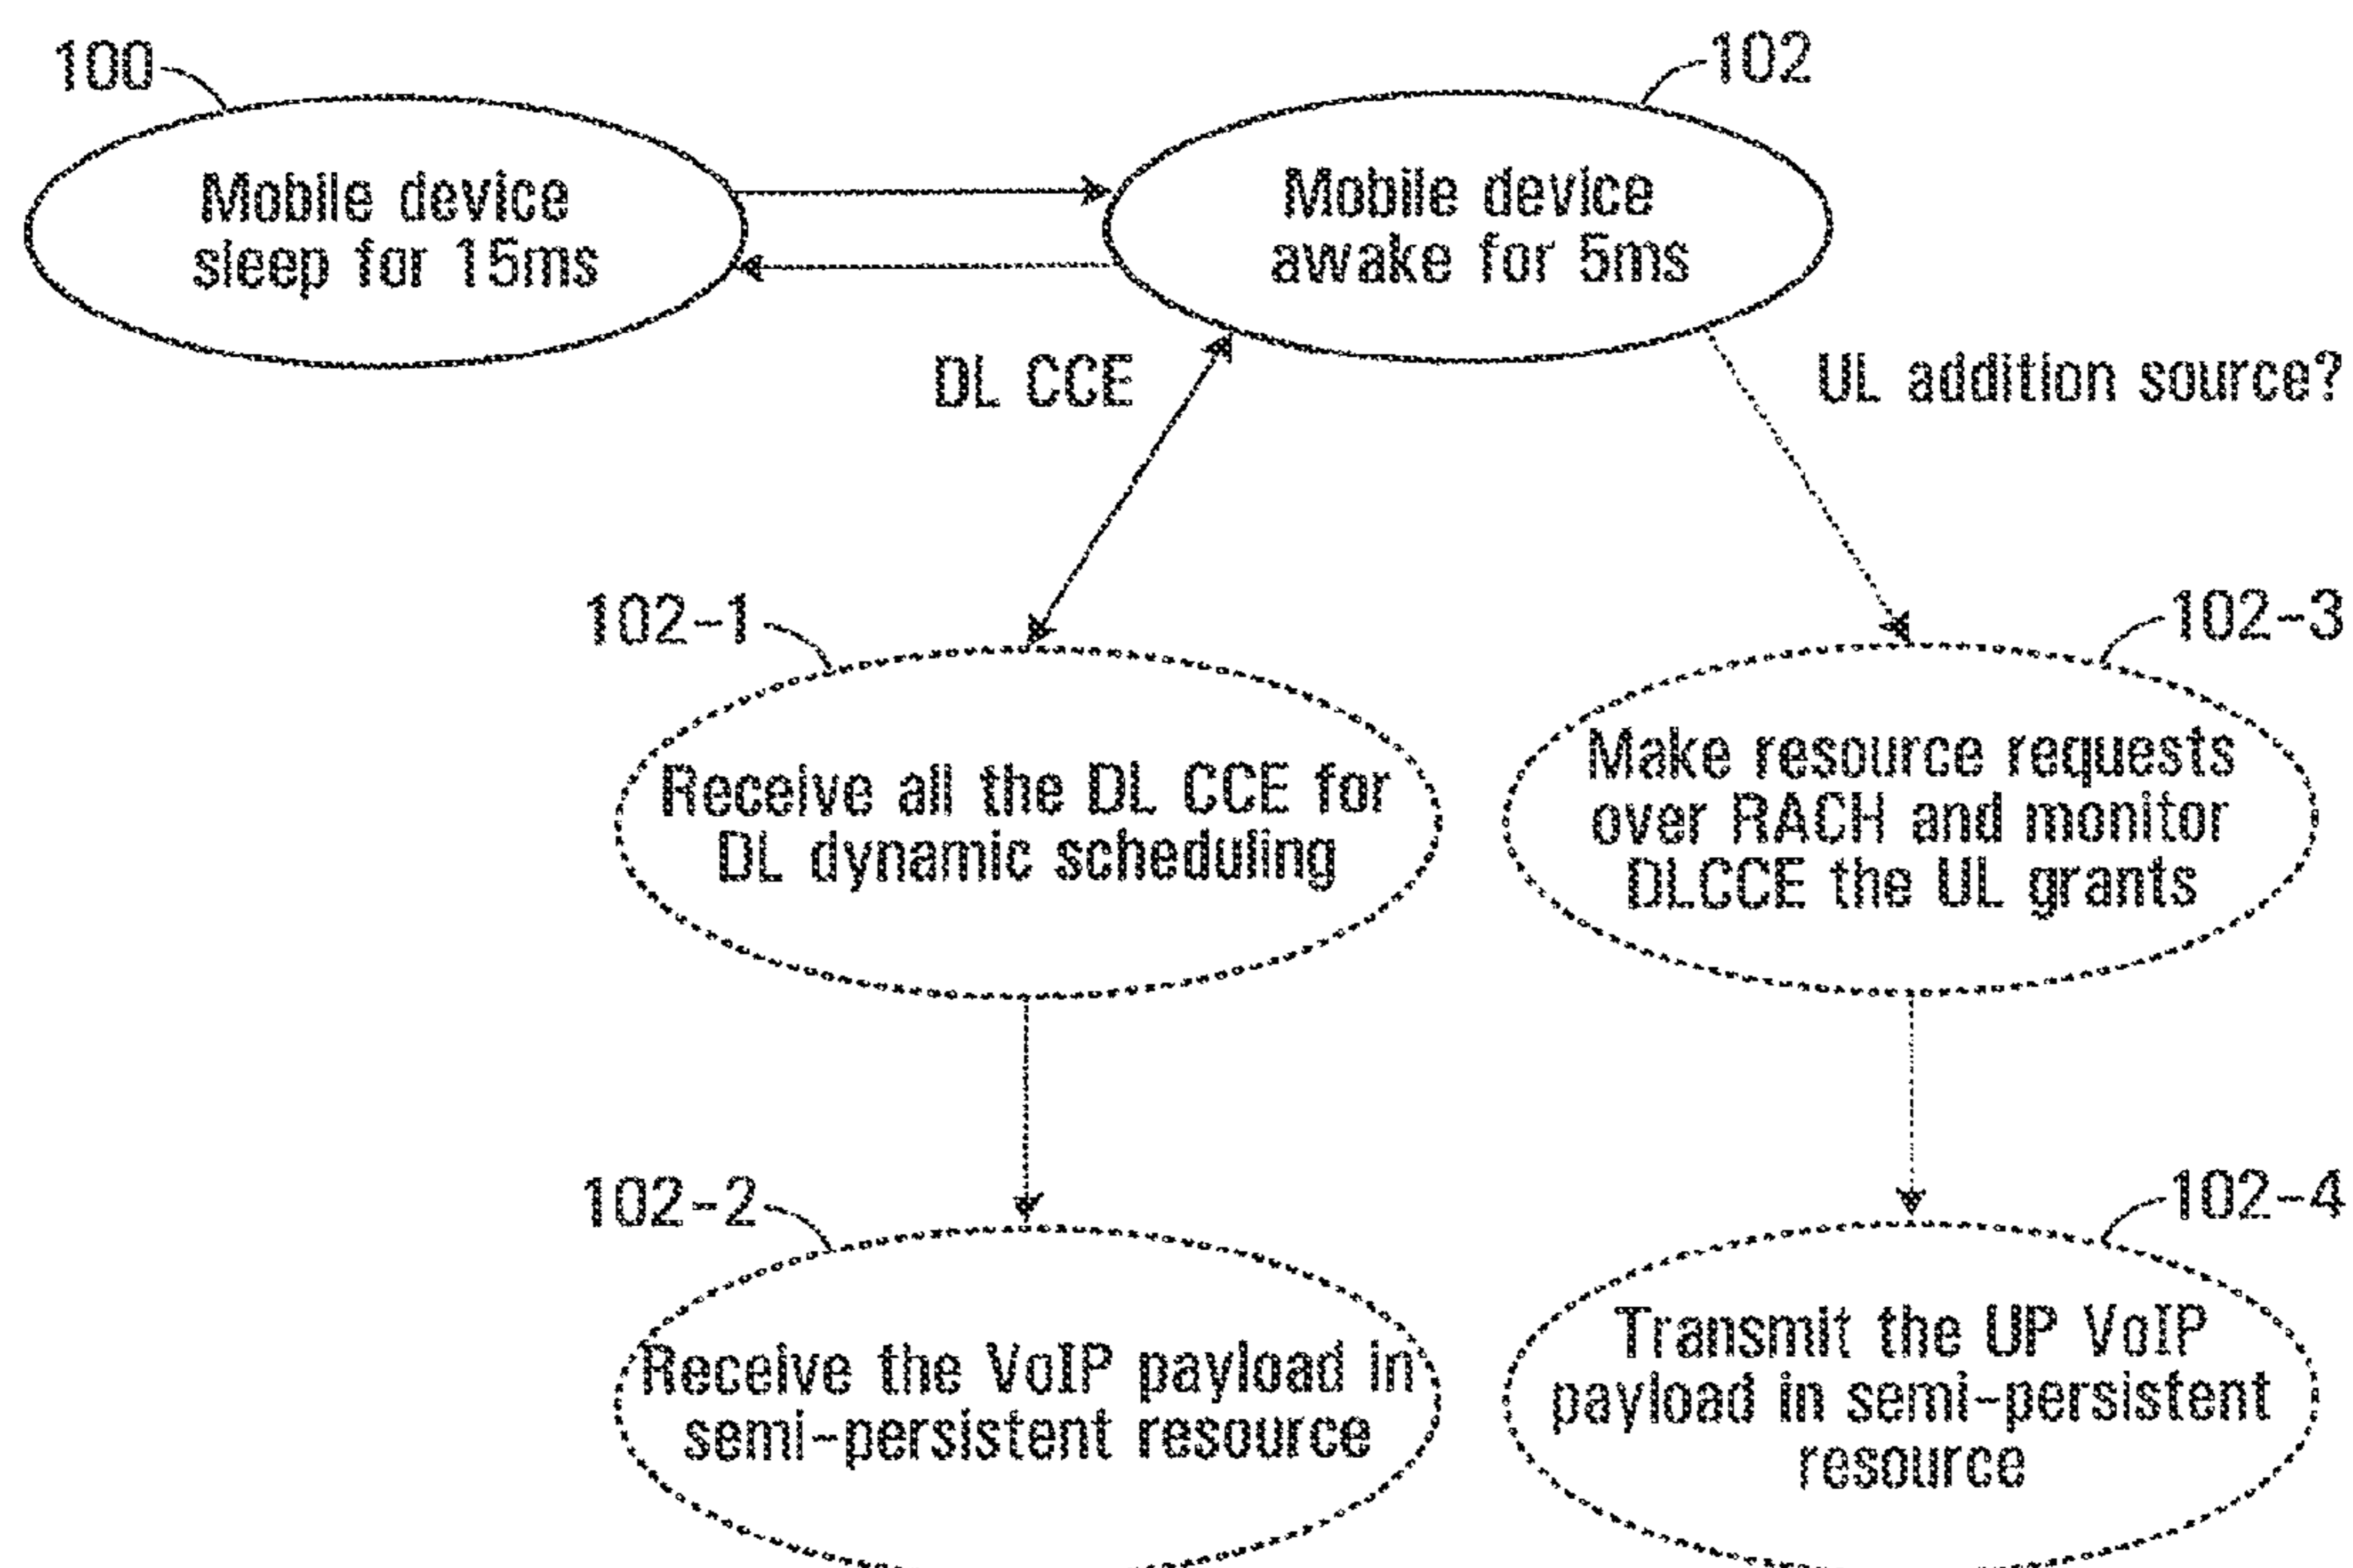 100
102
Mobile device
sleep for 15ms
Mobile device
awake for 5ms
DL CCE
UL addition source?
102-1
102-3
Receive all the DL CCE for
DL dynamic scheduling
Make resource requests
over RACH and monitor
DLCCE the UL grants
102-2
102-4
Receive the VoIP payload in
semi-persistent resource
Transmit the UP VoIP
payload in semi-persistent
resource